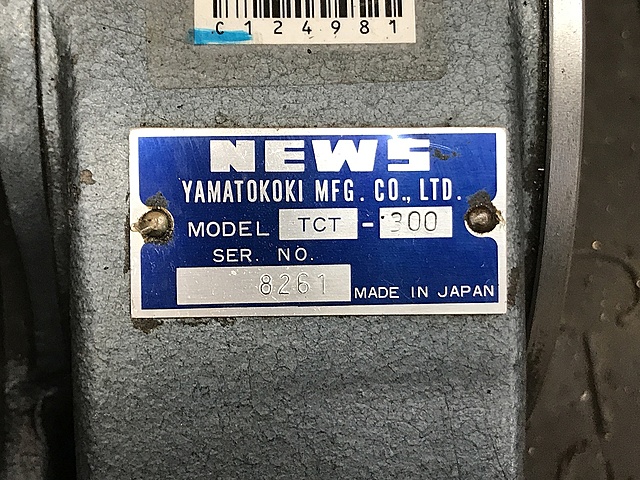 C124981
NEWS
YAMATOKOKI MFG. CO., LTD.
MODEL TCT - 300
SER. NO.
8261
MADE IN JAPAN